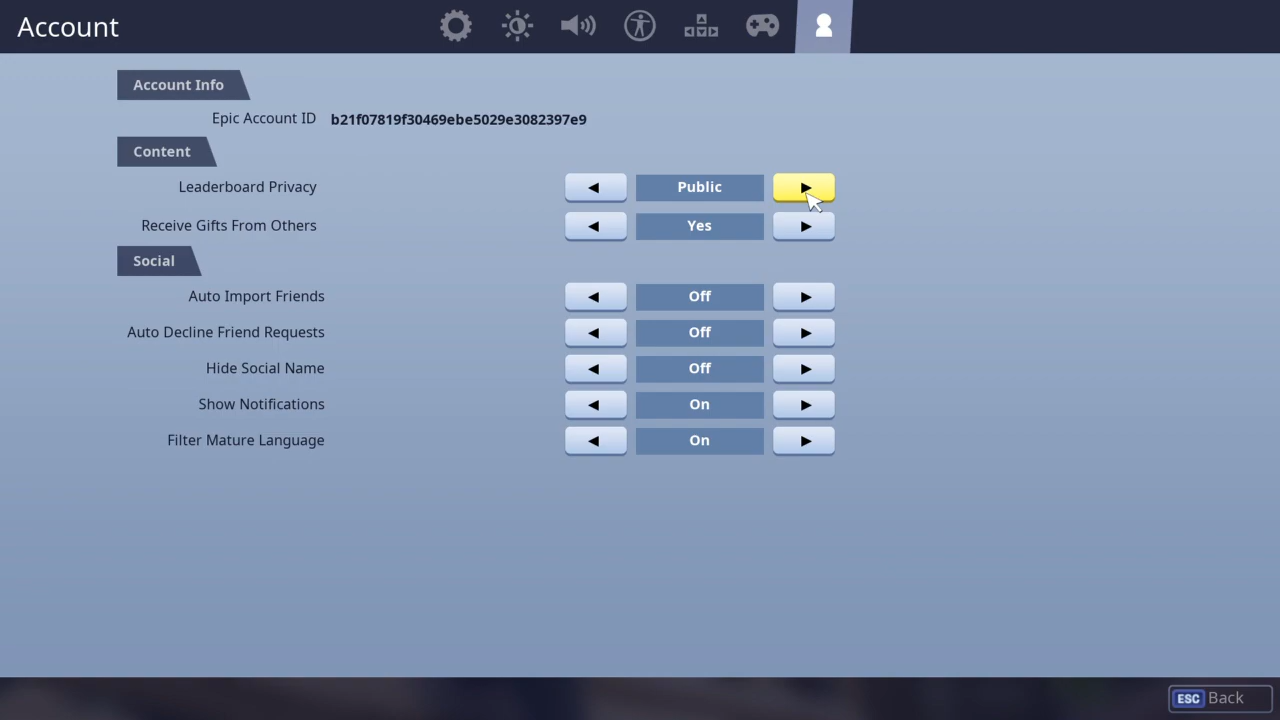 Account
Account Info
Epic Account ID b21f07819f30469ebe5029e3082397e9
Content
Leaderboard Privacy Public
Receive Gifts From Others Yes
Social
Auto Import Friends Off
Auto Decline Friend Requests Off
Hide Social Name Off
Show Notifications On
Filter Mature Language On
ESC Back